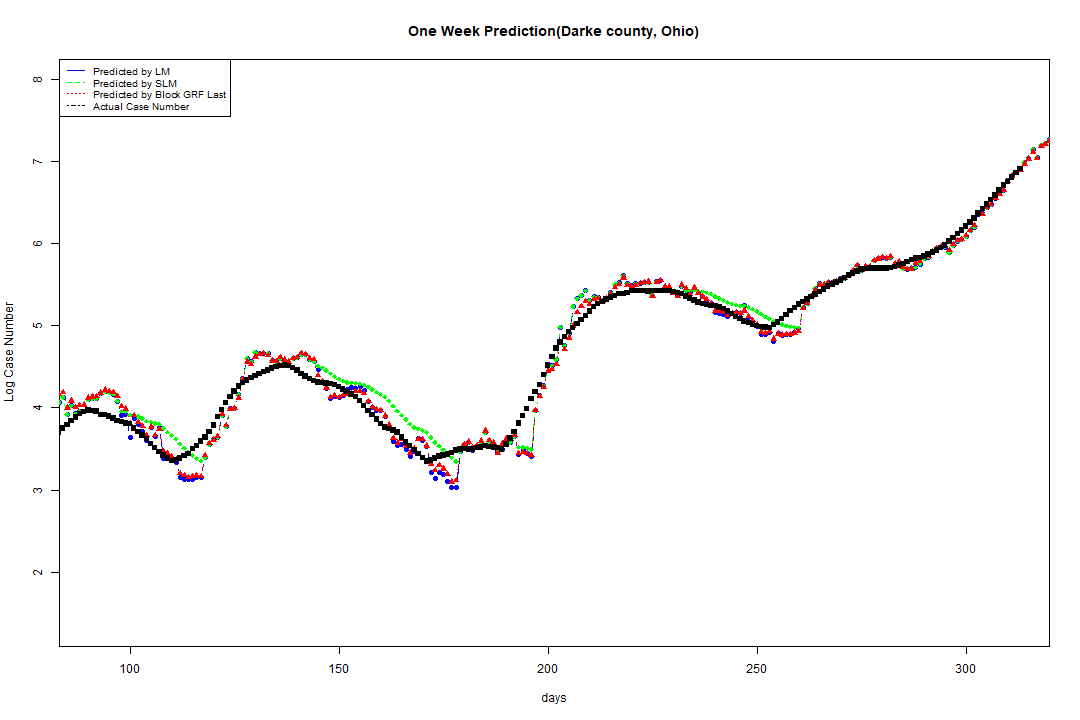 One Week Prediction(Darke county, Ohio)
Predicted by LM
Predicted by SLM
Predicted by Block GRF Last
Actual Case Number
8
7
6
5
4
3
2
Log Case Number
100 150 200 250 300
days